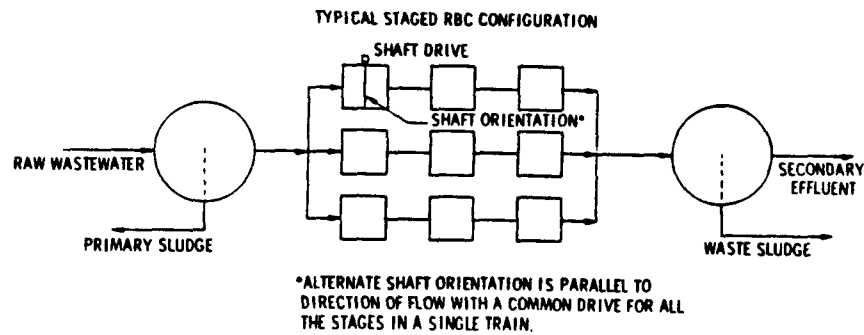 TYPICAL STAGED RBC CONFIGURATION
SHAFT DRIVE
SHAFT ORIENTATION*
RAW WASTEWATER
SECONDARY
EFFLUENT
PRIMARY SLUDGE
WASTE SLUDGE
*ALTERNATE SHAFT ORIENTATION IS PARALLEL TO
DIRECTION OF FLOW WITH A COMMON DRIVE FOR ALL
THE STAGES IN A SINGLE TRAIN.